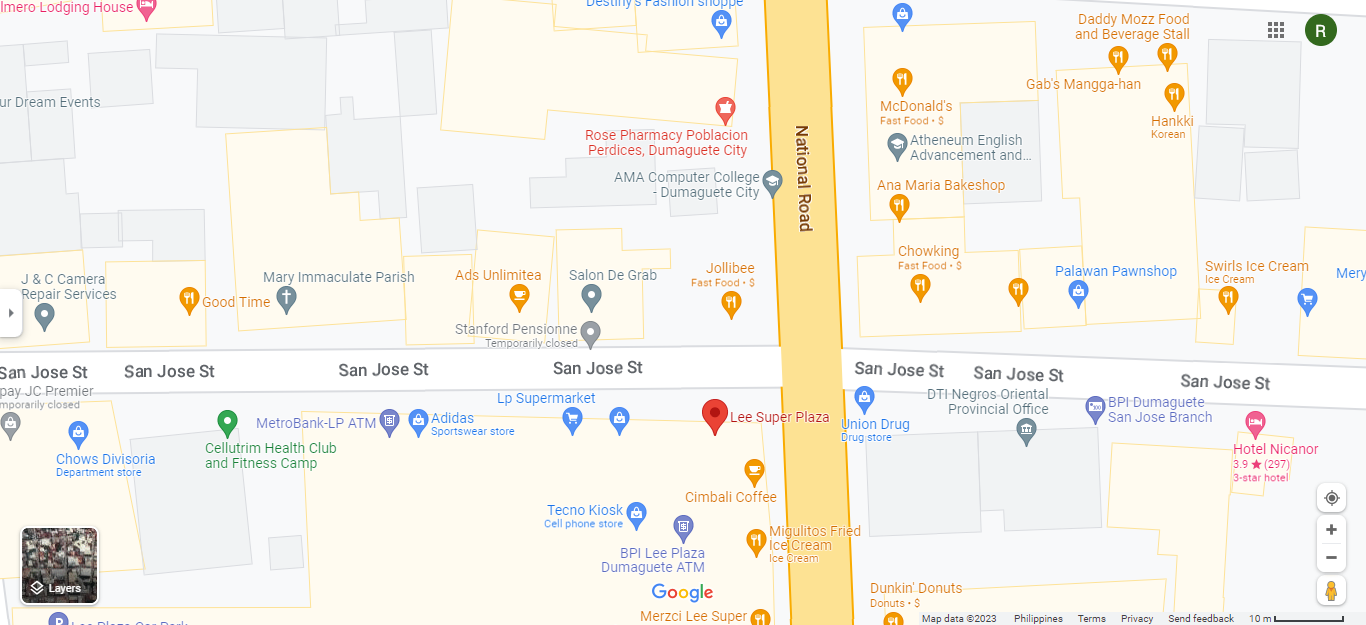 lmero Lodging House
Destiny's Fashion shoppe
Daddy Mozz Food
and Beverage Stall
R
Gab's Mangga-han
ur Dream Events
McDonald's
Fast Food • $
Hankki
Korean
Rose Pharmacy Poblacion
Perdices, Dumaguete City
National Road
Atheneum English
Advancement and...
AMA Computer College
- Dumaguete City
Ana Maria Bakeshop
Chowking
Fast Food • $
J & C Camera
Repair Services
Good Time
Mary Immaculate Parish
Ads Unlimitea
Salon De Grab
Jollibee
Fast Food • $
Palawan Pawnshop
Swirls Ice Cream
Ice Cream
Mery
Stanford Pensionne
Temporarily closed
San Jose St
San Jose St
San Jose St
San Jose St
San Jose St
San Jose St
San Jose St
pay JC Premier
mporarily closed
MetroBank-LP ATM
Adidas
Sportswear store
Lp Supermarket
Lee Super Plaza
Union Drug
Drug store
DTI Negros Oriental
Provincial Office
BPI Dumaguete
San Jose Branch
Chows Divisoria
Department store
Cellutrim Health Club
and Fitness Camp
Hotel Nicanor
3.9 ★ (297)
3-star hotel
Cimbali Coffee
Tecno Kiosk
Cell phone store
BPI Lee Plaza
Dumaguete ATM
Migulitos Fried
Ice Cream
Ice Cream
Layers
Google
Dunkin' Donuts
Donuts • $
Merzci Lee Super
P
Lee Plaza Car Park
Map data ©2023
Philippines
Terms
Privacy
Send feedback
10 m